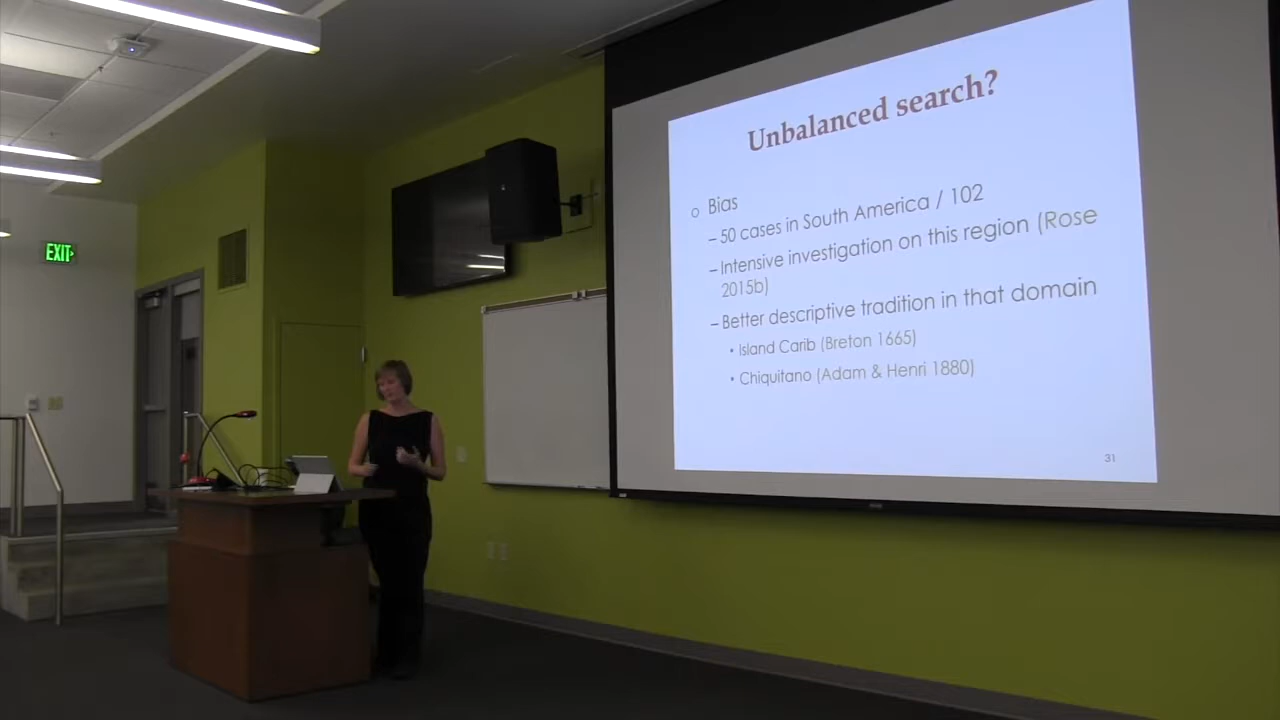 EXIT
Unbalanced search?
o Bias
– 50 cases in South America / 102
– Intensive investigation on this region (Rose
2015b)
– Better descriptive tradition in that domain
• Island Carib (Breton 1665)
• Chiquitano (Adam & Henri 1880)
31